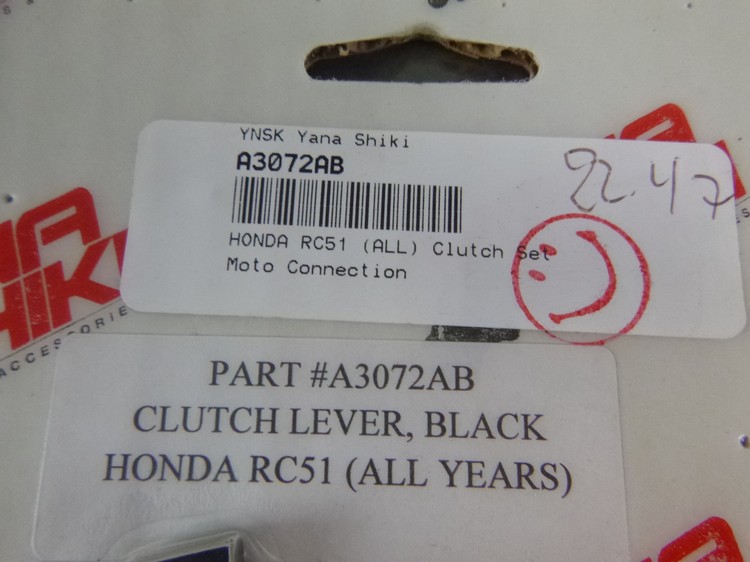 YNSK Yana Shiki
A3072AB
22.47
HONDA RC51 (ALL) Clutch Set
Moto Connection
PART #A3072AB
CLUTCH LEVER, BLACK
HONDA RC51 (ALL YEARS)